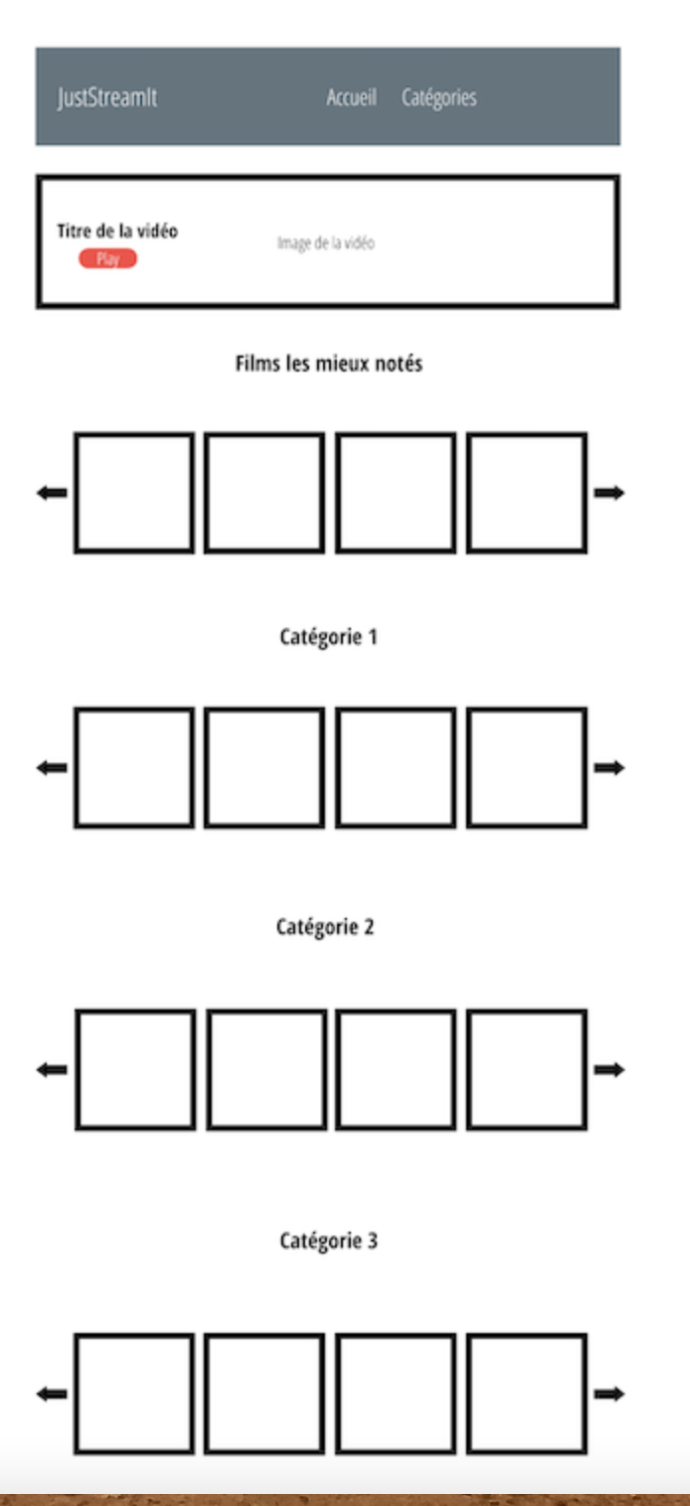 JustStreamIt Accueil Catégories
Titre de la vidéo
Play
Image de la vidéo
Films les mieux notés
Catégorie 1
Catégorie 2
Catégorie 3